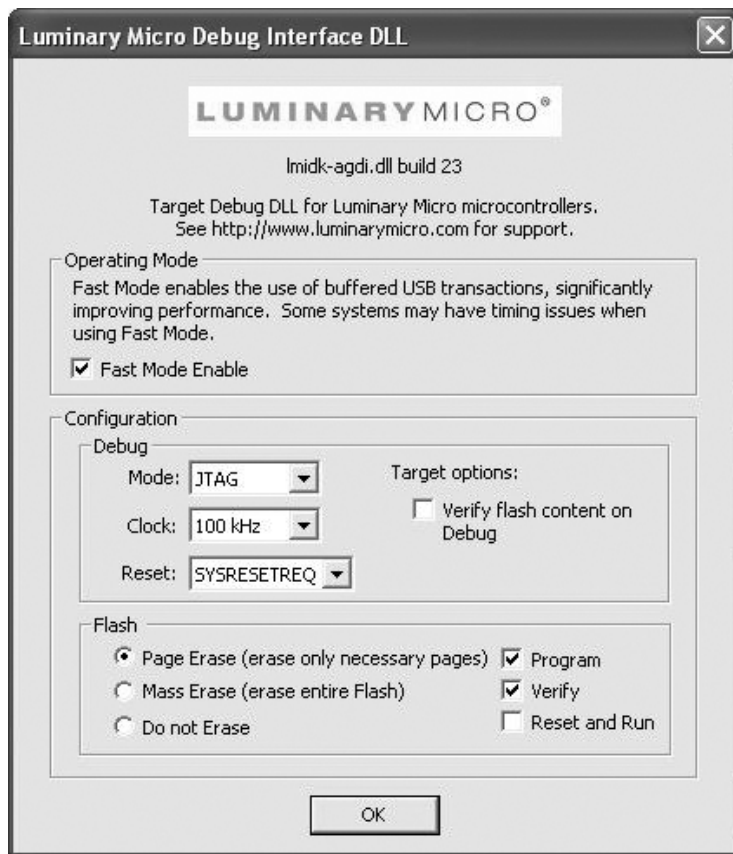 Luminary Micro Debug Interface DLL
LUMINARYMICRO®
lmidk-agdi.dll build 23
Target Debug DLL for Luminary Micro microcontrollers.
See http://www.luminarymicro.com for support.
Operating Mode
Fast Mode enables the use of buffered USB transactions, significantly
improving performance. Some systems may have timing issues when
using Fast Mode.
Fast Mode Enable
Configuration
Debug
Mode: JTAG
Target options:
Verify flash content on
Debug
Clock: 100 kHz
Reset: SYSRESETREQ
Flash
Page Erase (erase only necessary pages) Program
Mass Erase (erase entire Flash) Verify
Do not Erase Reset and Run
OK